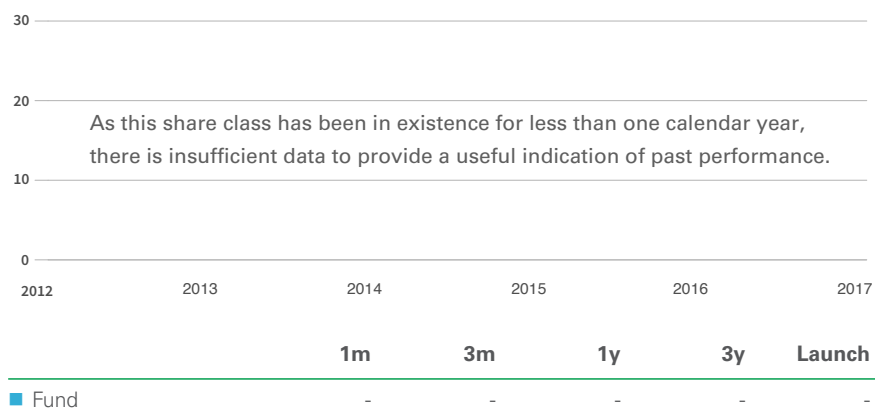 30
20
As this share class has been in existence for less than one calendar year,
there is insufficient data to provide a useful indication of past performance.
10
0
2012 2013 2014 2015 2016 2017
1m 3m 1y 3y Launch
Fund - - - - -